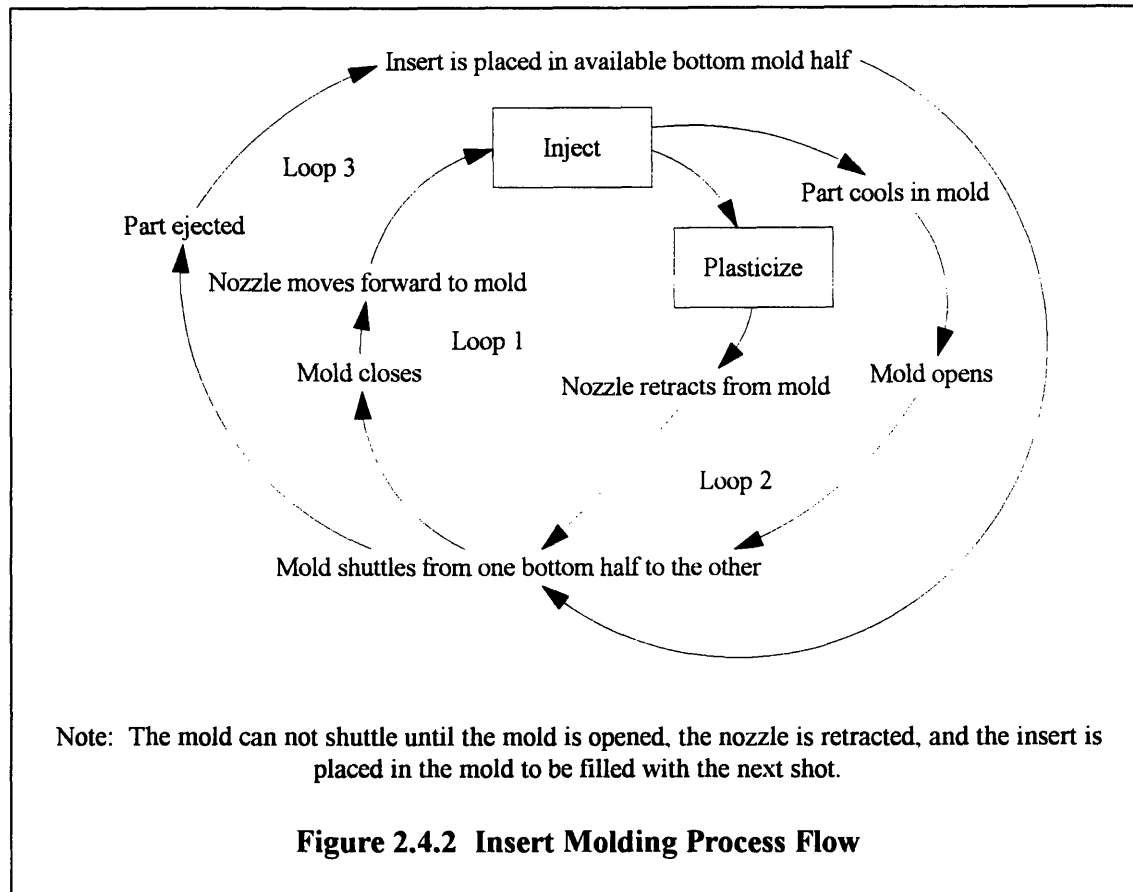 Insert is placed in available bottom mold half
Inject
Loop 3
Part cools in mold
Part ejected
Plasticize
Nozzle moves forward to mold
Loop 1
Mold closes
Nozzle retracts from mold
Mold opens
Loop 2
Mold shuttles from one bottom half to the other
Note: The mold can not shuttle until the mold is opened, the nozzle is retracted, and the insert is
placed in the mold to be filled with the next shot.
Figure 2.4.2 Insert Molding Process Flow